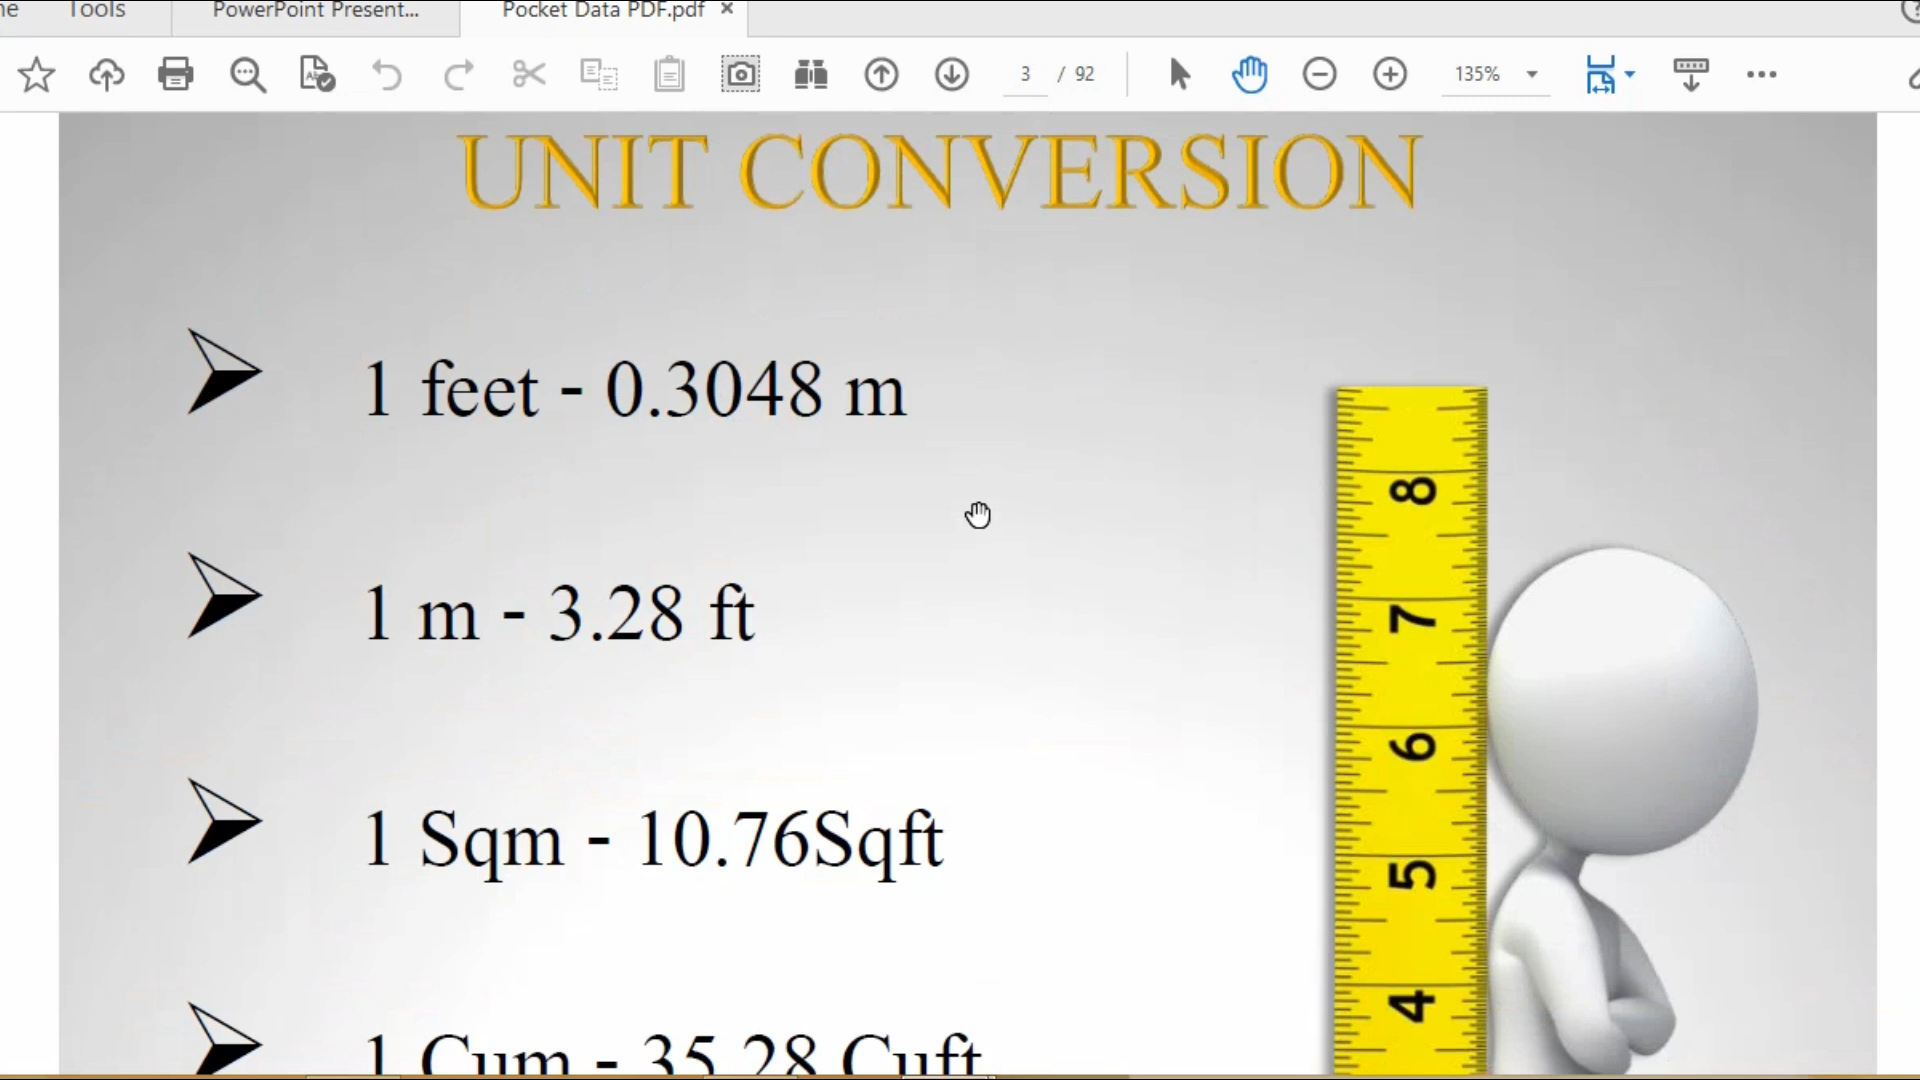 Tools
PowerPoint Present...
Pocket Data PDF.pdf ×
3 / 92
135%
UNIT CONVERSION
1 feet - 0.3048 m
1 m - 3.28 ft
1 Sqm - 10.76Sqft
1 Cum - 35.28 Cuft
8
7
6
5
4